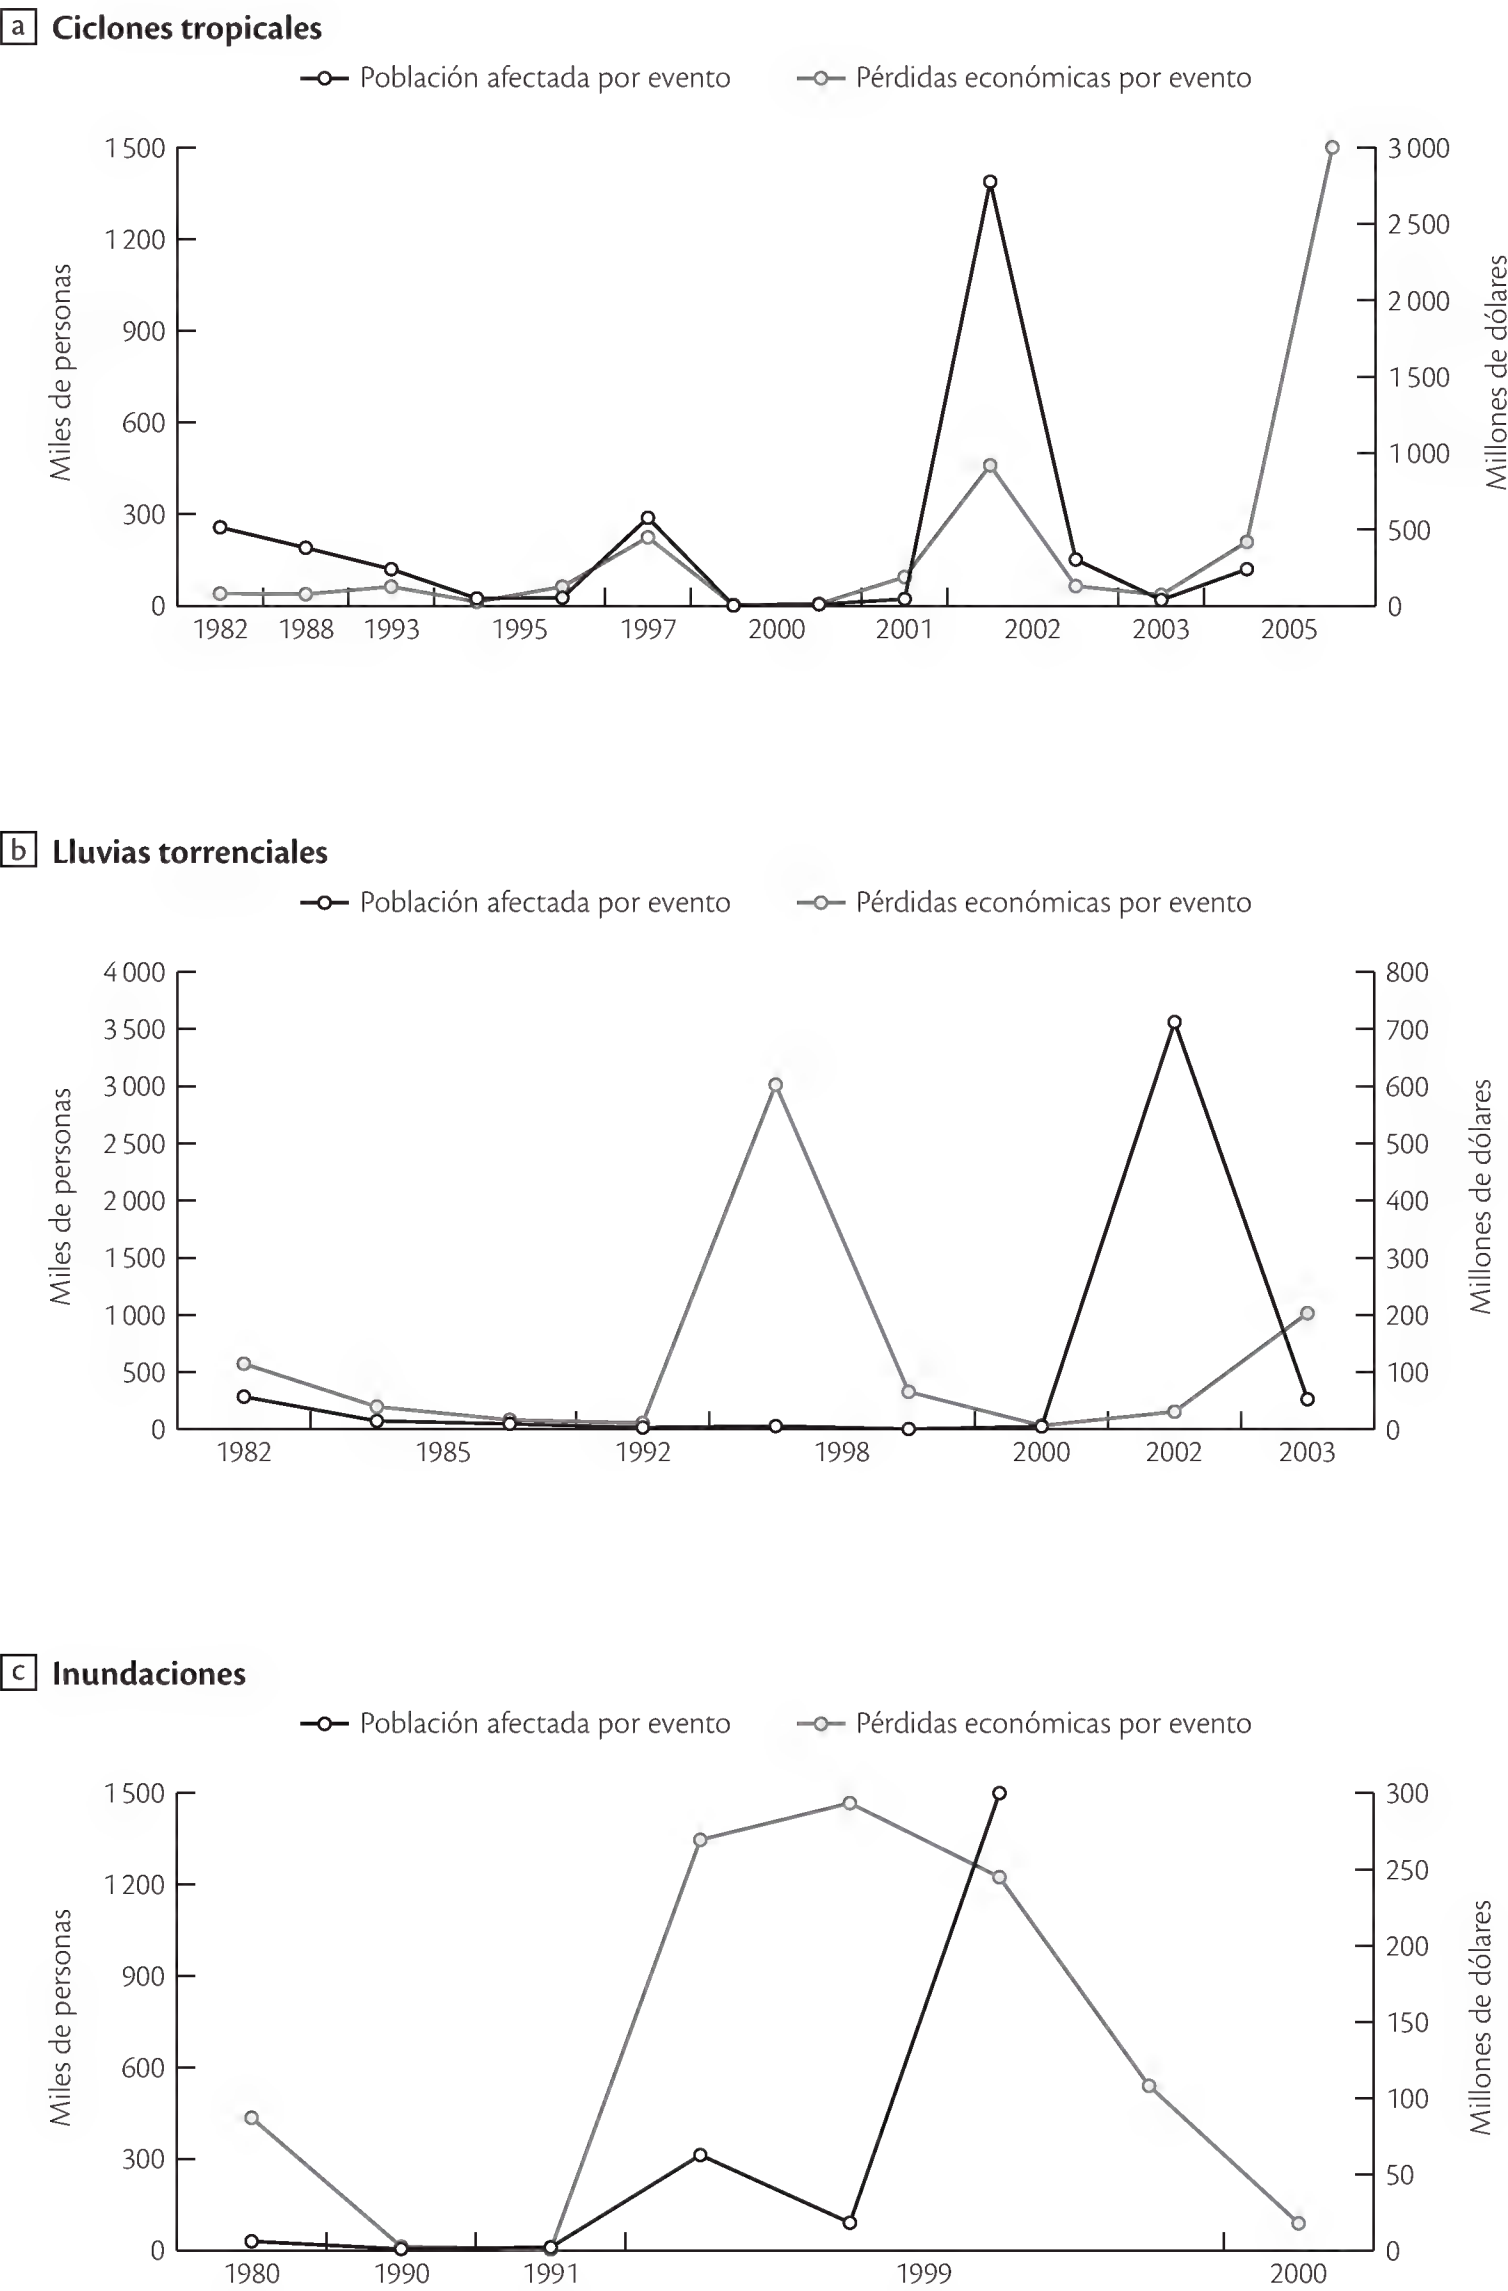 a Ciclones tropicales
Población afectada por evento Pérdidas económicas por evento
1 500 3 000
1 200 2 500
900 2 000
600 1 500
300 1 000
0 500
0
Miles de personas
Millones de dólares
1982 1988 1993 1995 1997 2000 2001 2002 2003 2005
b Lluvias torrenciales
Población afectada por evento Pérdidas económicas por evento
4 000 800
3 500 700
3 000 600
2 500 500
2 000 400
1 500 300
1 000 200
500 100
0 0
Miles de personas
Millones de dólares
1982 1985 1992 1998 2000 2002 2003
c Inundaciones
Población afectada por evento Pérdidas económicas por evento
1 500 300
1 200 250
900 200
600 150
300 100
0 50
0
Miles de personas
Millones de dólares
1980 1990 1991 1999 2000